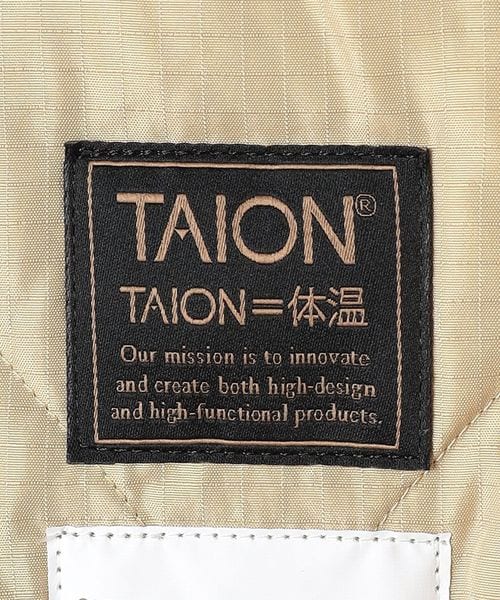 TAION®
TAION=体温
Our mission is to innovate
and create both high-design
and high-functional products.